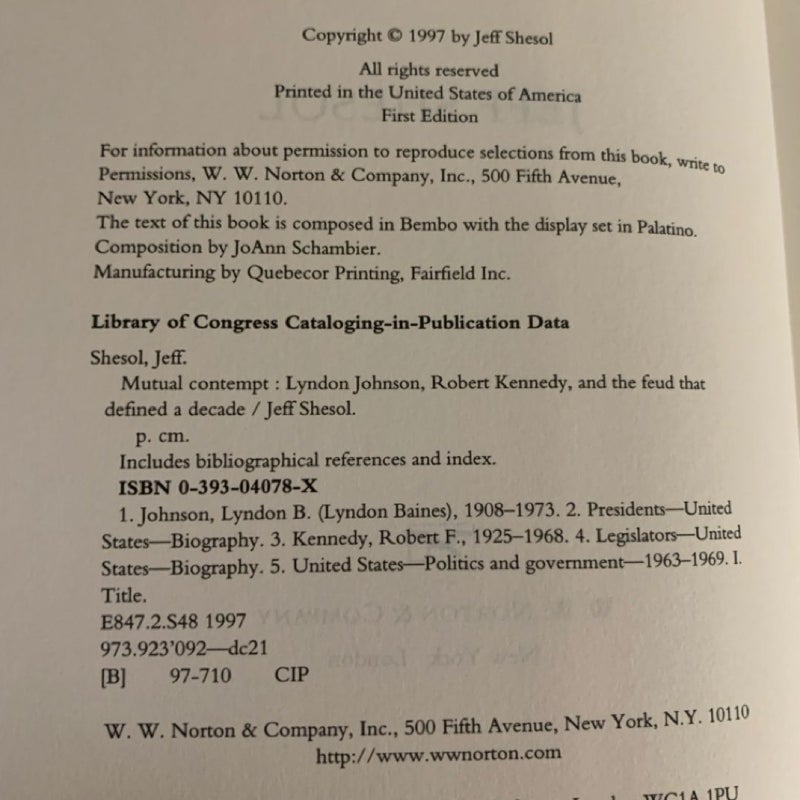 Copyright © 1997 by Jeff Shesol
All rights reserved
Printed in the United States of America
First Edition
For information about permission to reproduce selections from this book, write to
Permissions, W. W. Norton & Company, Inc., 500 Fifth Avenue,
New York, NY 10110.
The text of this book is composed in Bembo with the display set in Palatino.
Composition by JoAnn Schambier.
Manufacturing by Quebecor Printing, Fairfield Inc.
Library of Congress Cataloging-in-Publication Data
Shesol, Jeff.
Mutual contempt : Lyndon Johnson, Robert Kennedy, and the feud that
defined a decade / Jeff Shesol.
p. cm.
Includes bibliographical references and index.
ISBN 0-393-04078-X
1. Johnson, Lyndon B. (Lyndon Baines), 1908–1973. 2. Presidents—United
States—Biography. 3. Kennedy, Robert F., 1925–1968. 4. Legislators—United
States—Biography. 5. United States—Politics and government—1963–1969. I.
Title.
E847.2.S48 1997
973.923'092—dc21
[B] 97-710 CIP
W. W. Norton & Company, Inc., 500 Fifth Avenue, New York, N.Y. 10110
http://www.wwnorton.com
WC1A 1PU